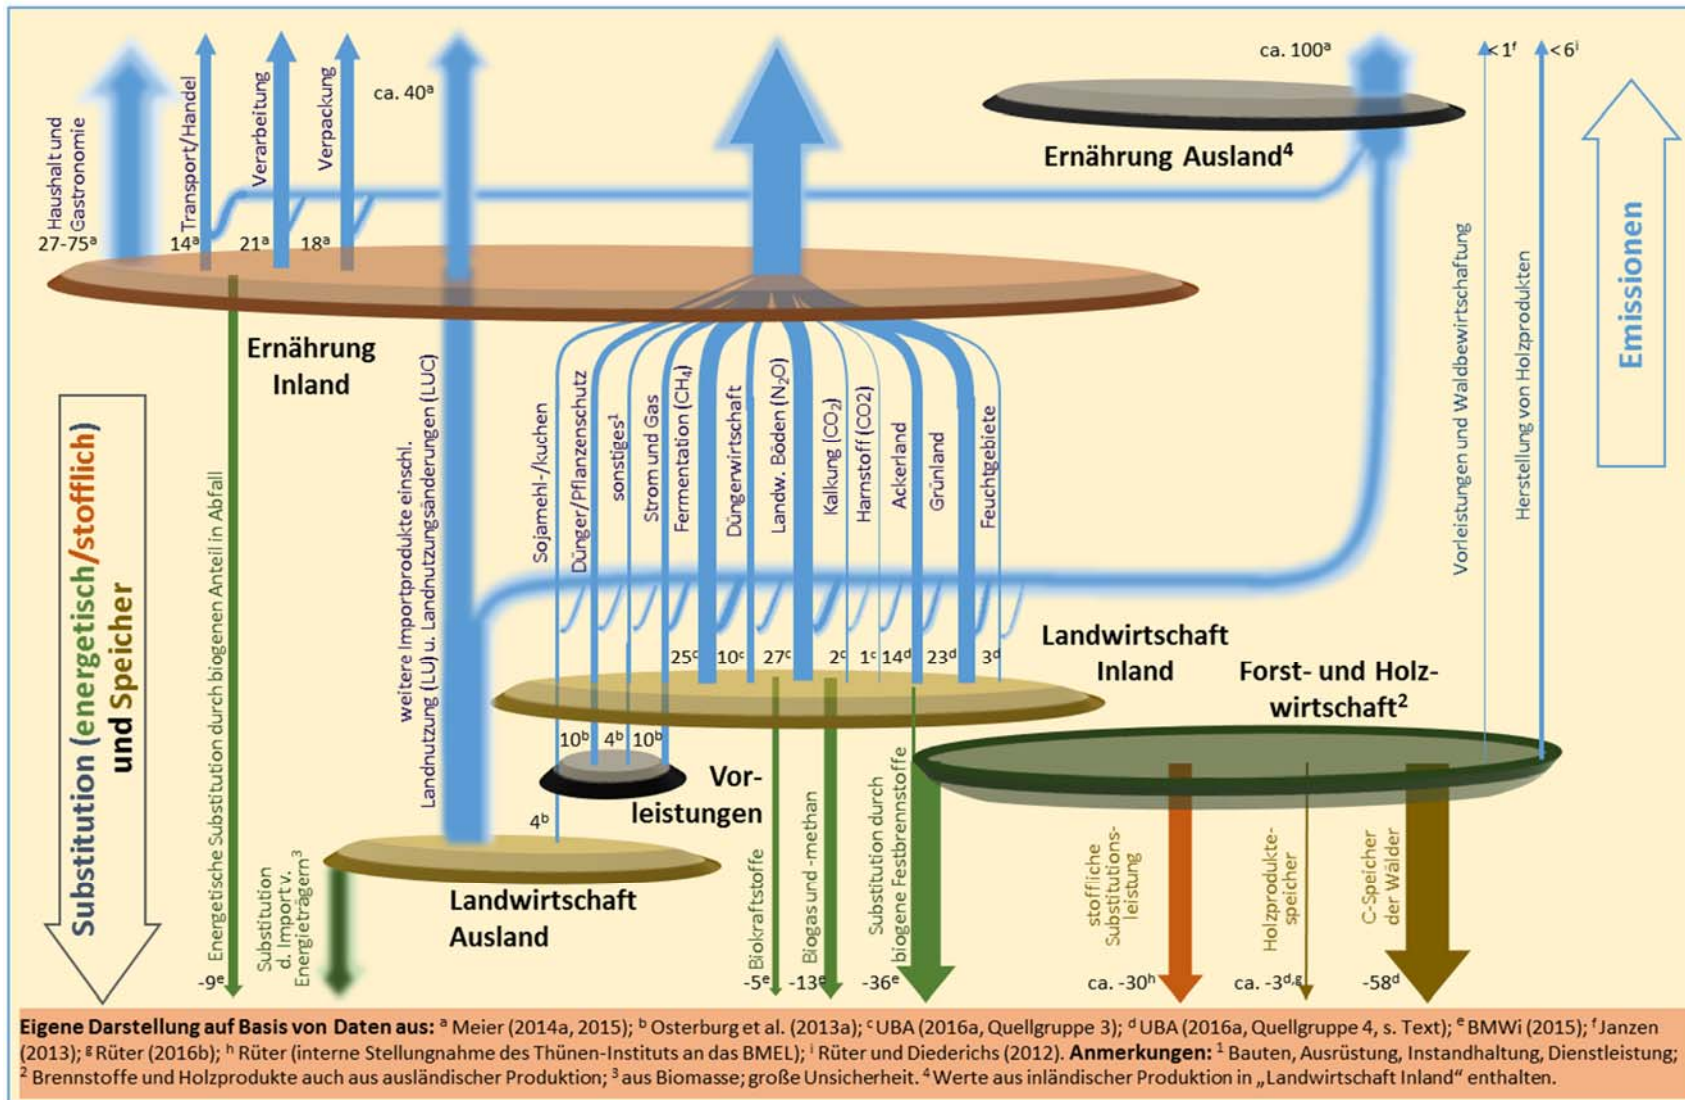 Haushalt und
Gastronomie
27-75ᵃ
Transport/Handel
14ᵃ
Verarbeitung
21ᵃ
Verpackung
18ᵃ
ca. 40ᵃ
ca. 100ᵃ
Ernährung Ausland⁴
< 1ᶠ
<6ⁱ
Emissionen
Vorleistungen und Waldbewirtschaftung
Herstellung von Holzprodukten
Ernährung
Inland
Substitution (energetisch/stofflich)
und Speicher
Energetische Substitution durch biogenen Anteil in Abfall
-9ᵉ
weitere Importprodukte einschl.
Landnutzung (LU) u. Landnutzungsänderungen (LUC)
Sojamehl-/kuchen
Dünger/Pflanzenschutz
sonstiges¹
Strom und Gas
Fermentation (CH₄)
Düngerwirtschaft
Landw. Böden (N₂O)
Kalkung (CO₂)
Harnstoff (CO2)
Ackerland
Grünland
Feuchtgebiete
25ᶜ
10ᶜ
27ᶜ
2ᶜ
1ᶜ
14ᵈ
23ᵈ
3ᵈ
Landwirtschaft
Inland
Forst- und Holz-
wirtschaft²
10ᵇ
4ᵇ
10ᵇ
Vor-
leistungen
4ᵇ
Landwirtschaft
Ausland
Substitution
d. Import v.
Energieträgern³
Biokraftstoffe
-5ᵉ
Biogas und -methan
-13ᵉ
Substitution durch
biogene Festbrennstoffe
-36ᵉ
stoffliche
Substitutions-
leistung
ca. -30ʰ
Holzprodukte-
speicher
ca. -3ᵈ,ᵍ
C-Speicher
der Wälder
-58ᵈ
Eigene Darstellung auf Basis von Daten aus: ᵃ Meier (2014a, 2015); ᵇ Osterburg et al. (2013a); ᶜ UBA (2016a, Quellgruppe 3); ᵈ UBA (2016a, Quellgruppe 4, s. Text); ᵉ BMWi (2015); ᶠ Janzen
(2013); ᵍ Rüter (2016b); ʰ Rüter (interne Stellungnahme des Thünen-Instituts an das BMEL); ⁱ Rüter und Diederichs (2012). Anmerkungen: ¹ Bauten, Ausrüstung, Instandhaltung, Dienstleistung;
² Brennstoffe und Holzprodukte auch aus ausländischer Produktion; ³ aus Biomasse; große Unsicherheit. ⁴ Werte aus inländischer Produktion in „Landwirtschaft Inland“ enthalten.